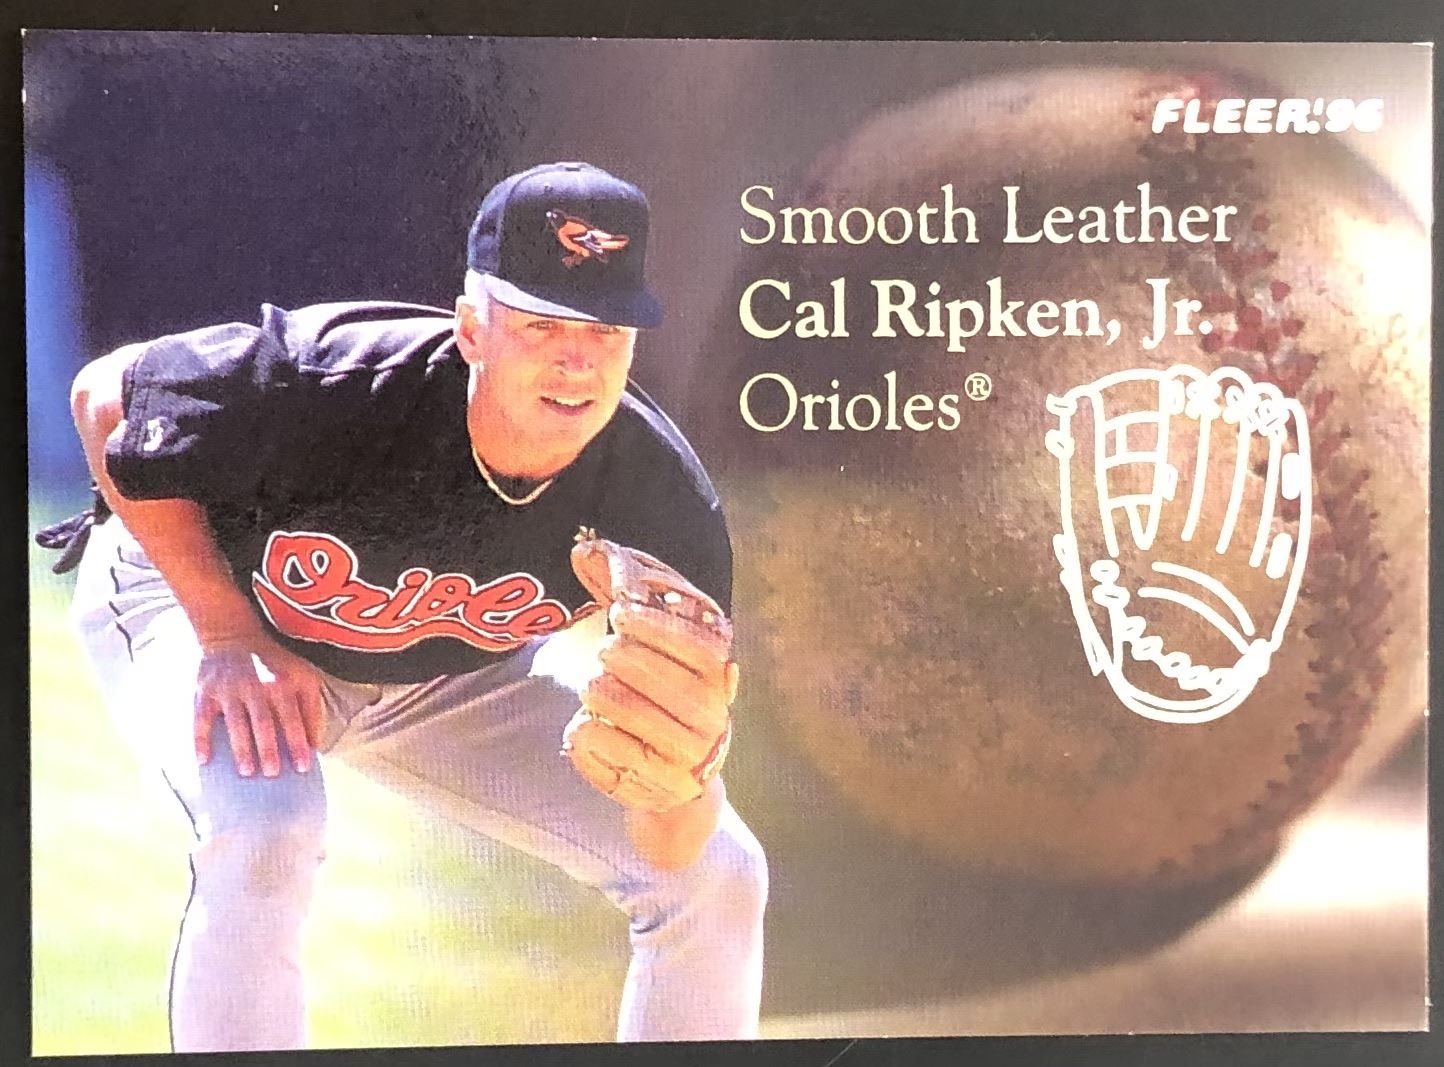 FLEER.'96
Smooth Leather
Cal Ripken, Jr.
Orioles®
Orioles